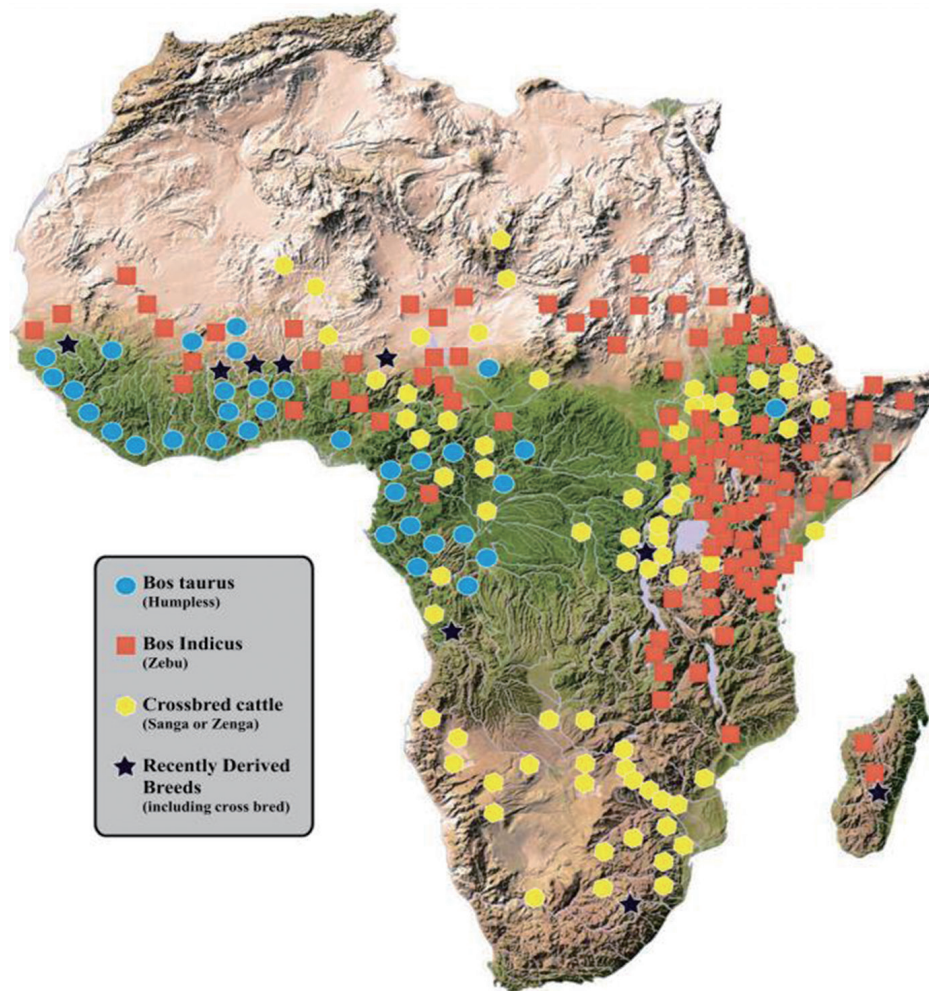 Bos taurus
(Humpless)
Bos Indicus
(Zebu)
Crossbred cattle
(Sanga or Zenga)
Recently Derived
Breeds
(including cross bred)